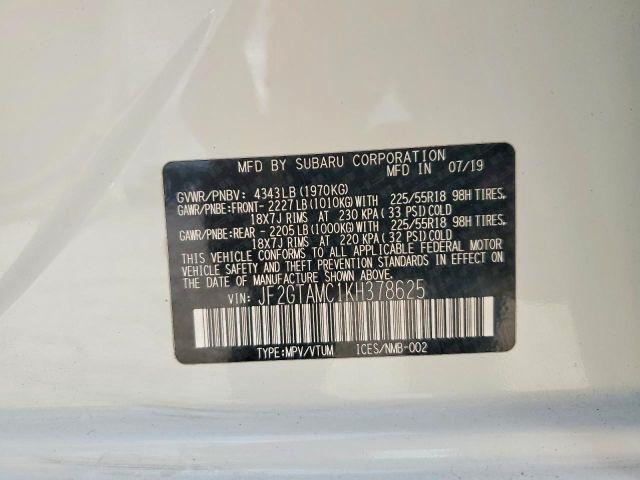 MFD BY SUBARU CORPORATION
MFD IN 07/19
GVWR/PNBV: 4343LB(1970KG)
GAWR/PNBE:FRONT-2227LB(1010KG)WITH 225/55R18 98H TIRES,
18X7J RIMS AT 230 KPA(33 PSI)COLD
GAWR/PNBE:REAR -2205LB(1000KG)WITH 225/55R18 98H TIRES,
18X7J RIMS AT 220 KPA(32 PSI)COLD
THIS VEHICLE CONFORMS TO ALL APPLICABLE FEDERAL MOTOR
VEHICLE SAFETY AND THEFT PREVENTION STANDARDS IN EFFECT ON
THE DATE OF MANUFACTURE SHOWN ABOVE.
VIN: JF2GTAMC1KH378625
TYPE:MPV/VTUM ICES/NMB-002